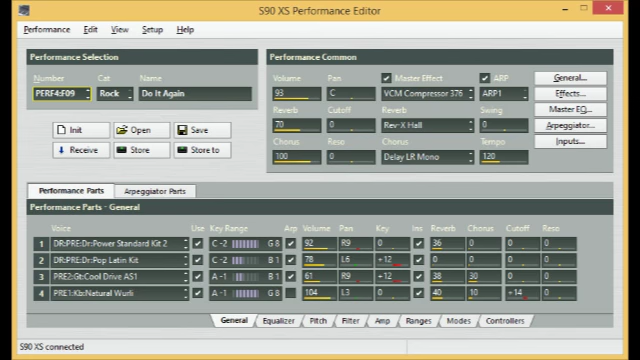 S90 XS Performance Editor
Performance Edit View Setup Help
Performance Selection
Number Cat Name
PERF4:F09 Rock Do It Again
Init Open Save
Receive Store Store to
Performance Common
Volume Pan Master Effect ARP
93 C VCM Compressor 376 ARP1 General...
Effects...
Reverb Cutoff Reverb Swing Master EQ...
70 0 Rev-X Hall 0 Arpeggiator...
Chorus Reso Chorus Tempo Inputs...
100 0 Delay LR Mono 120
Performance Parts Arpeggiator Parts
Performance Parts - General
Voice Use Key Range Arp Volume Pan Key Ins Reverb Chorus Cutoff Reso
1 DR:PRE:Dr:Power Standard Kit 2 C -2 G 8 92 R9 0 36 0 0 0
2 DR:PRE:Dr:Pop Latin Kit C -2 B 1 78 L6 +12 0 0 0 0
3 PRE2:Gt:Cool Drive AS1 A -1 B 1 61 R9 +12 38 30 0 0
4 PRE1:Kb:Natural Wurli A -1 G 8 104 L3 0 40 10 +14 0
General Equalizer Pitch Filter Amp Ranges Modes Controllers
S90 XS connected